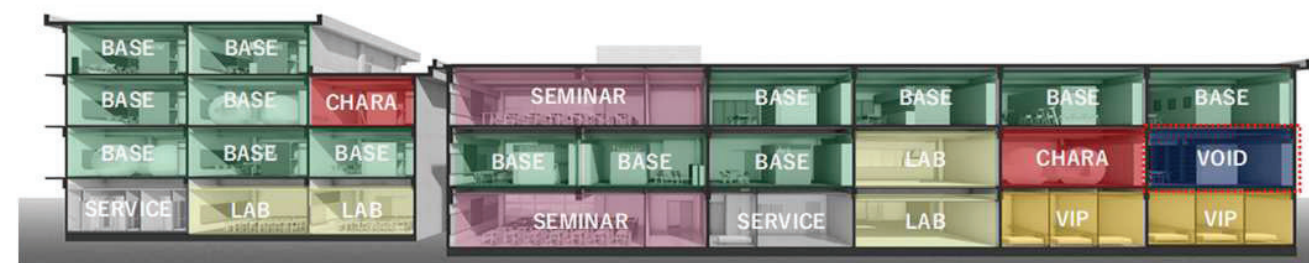 BASE BASE
BASE BASE CHARA
BASE BASE BASE
SERVICE LAB LAB
SEMINAR BASE BASE BASE BASE
BASE BASE BASE LAB CHARA VOID
SEMINAR SERVICE LAB VIP VIP